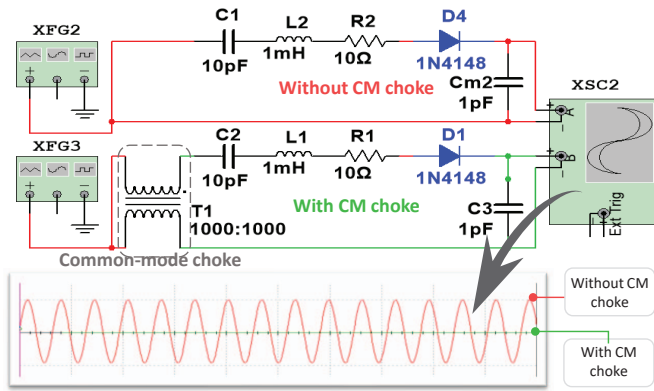 XFG2
+ −
C1
10pF
L2
1mH
R2
10Ω
D4
1N4148
Without CM choke
Cm2
1pF
XSC2
+ A
−
+ B
−
Ext Trig
+
−
XFG3
+ −
T1
1000:1000
Common-mode choke
C2
10pF
L1
1mH
R1
10Ω
D1
1N4148
With CM choke
C3
1pF
Without CM
choke
With CM
choke